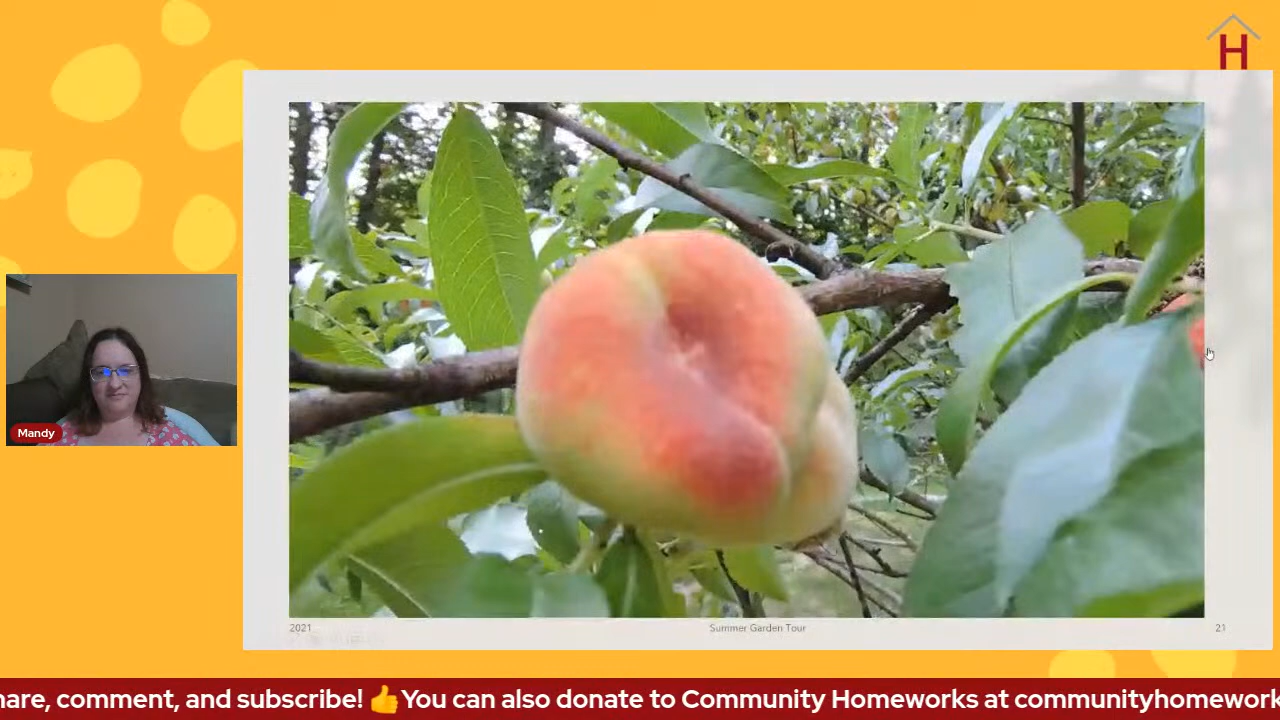 H
Mandy
2021
Summer Garden Tour
21
hare, comment, and subscribe! 👍You can also donate to Community Homeworks at communityhomework